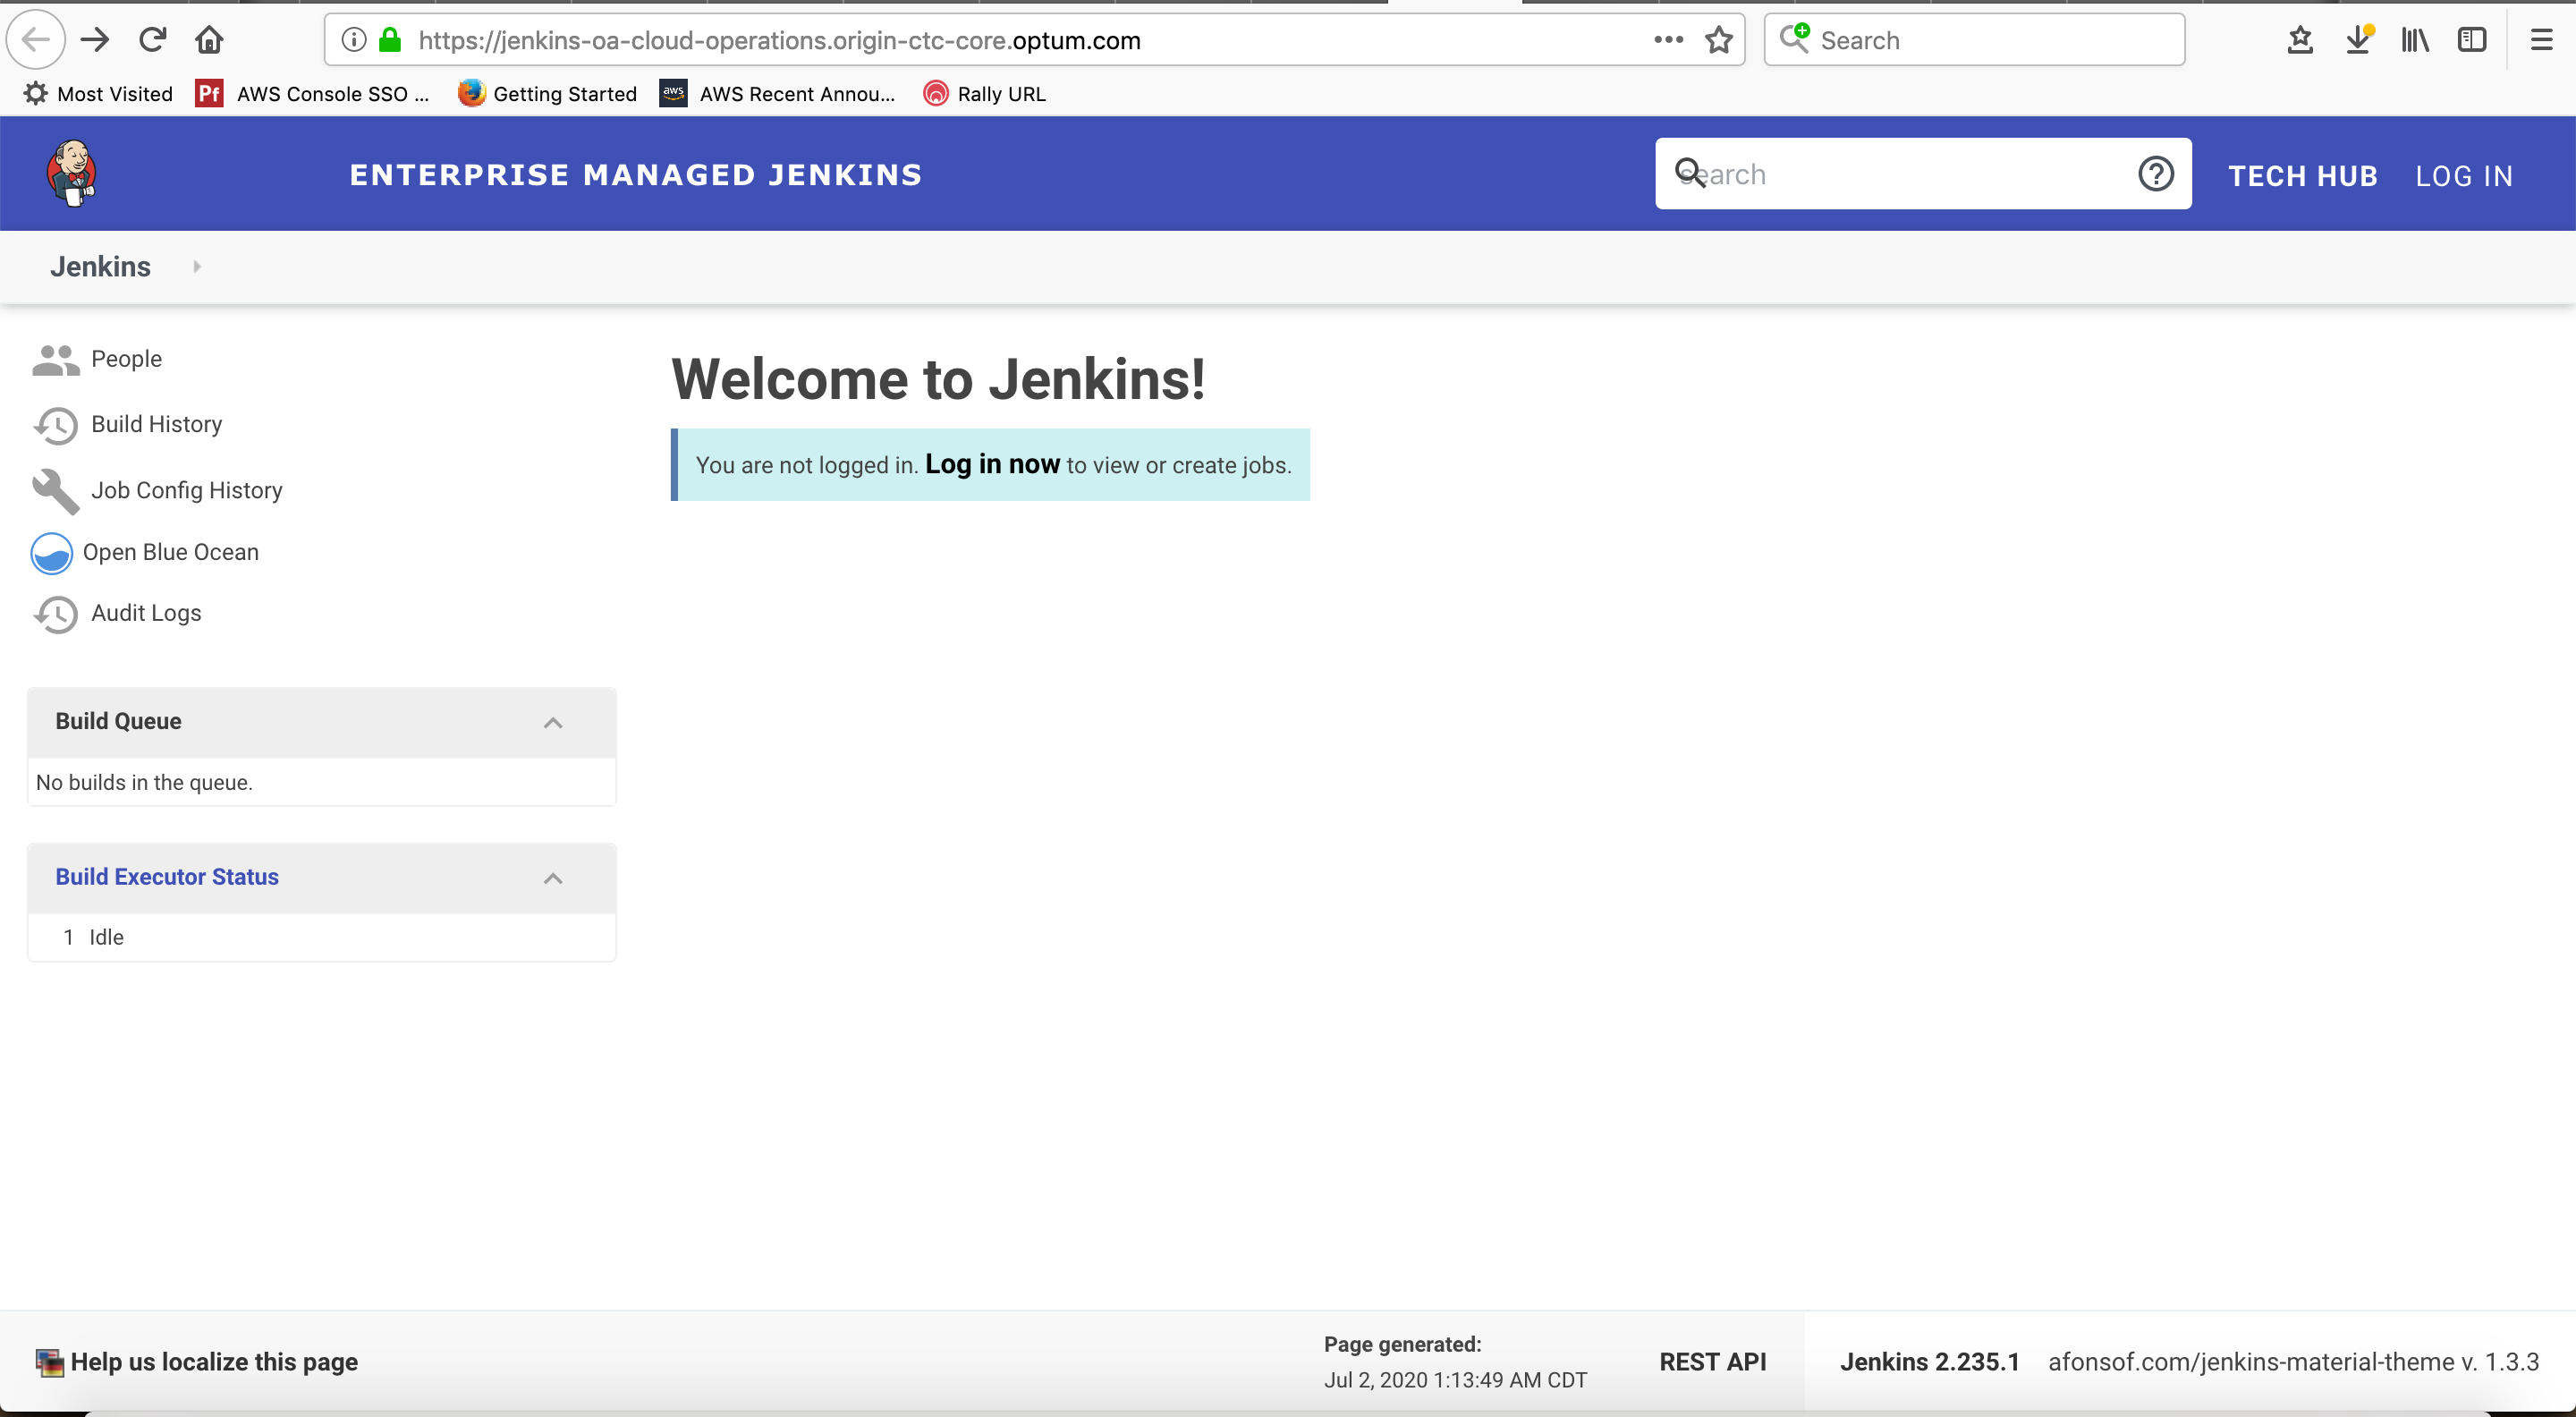 https://jenkins-oa-cloud-operations.origin-ctc-core.optum.com
Search
Most Visited
Pf
AWS Console SSO ...
Getting Started
aws
AWS Recent Annou...
Rally URL
ENTERPRISE MANAGED JENKINS
Search
TECH HUB
LOG IN
Jenkins
People
Build History
Job Config History
Open Blue Ocean
Audit Logs
Welcome to Jenkins!
You are not logged in. Log in now to view or create jobs.
Build Queue
No builds in the queue.
Build Executor Status
1 Idle
Help us localize this page
Page generated:
Jul 2, 2020 1:13:49 AM CDT
REST API
Jenkins 2.235.1
afonsof.com/jenkins-material-theme v. 1.3.3